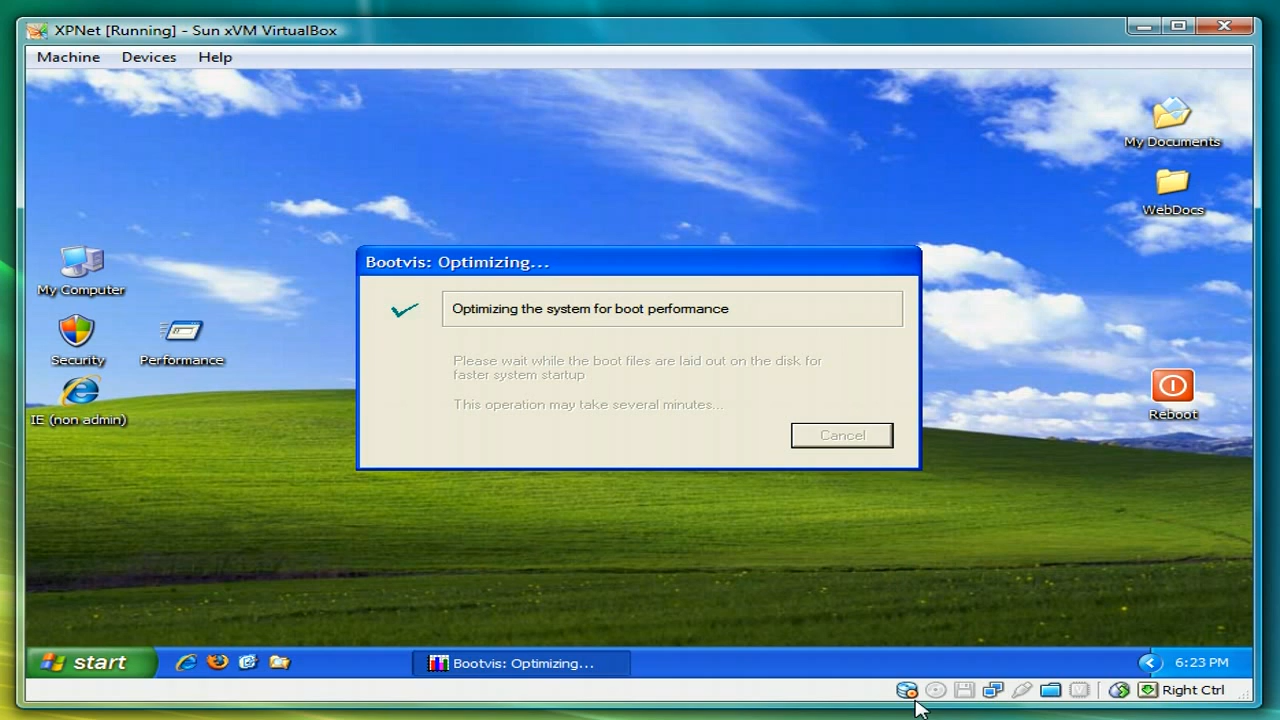 XPNet [Running] - Sun xVM VirtualBox
Machine Devices Help
My Documents
WebDocs
My Computer
Security
Performance
IE (non admin)
Reboot
Bootvis: Optimizing...
Optimizing the system for boot performance
Please wait while the boot files are laid out on the disk for
faster system startup
This operation may take several minutes...
Cancel
start
Bootvis: Optimizing...
6:23 PM
Right Ctrl